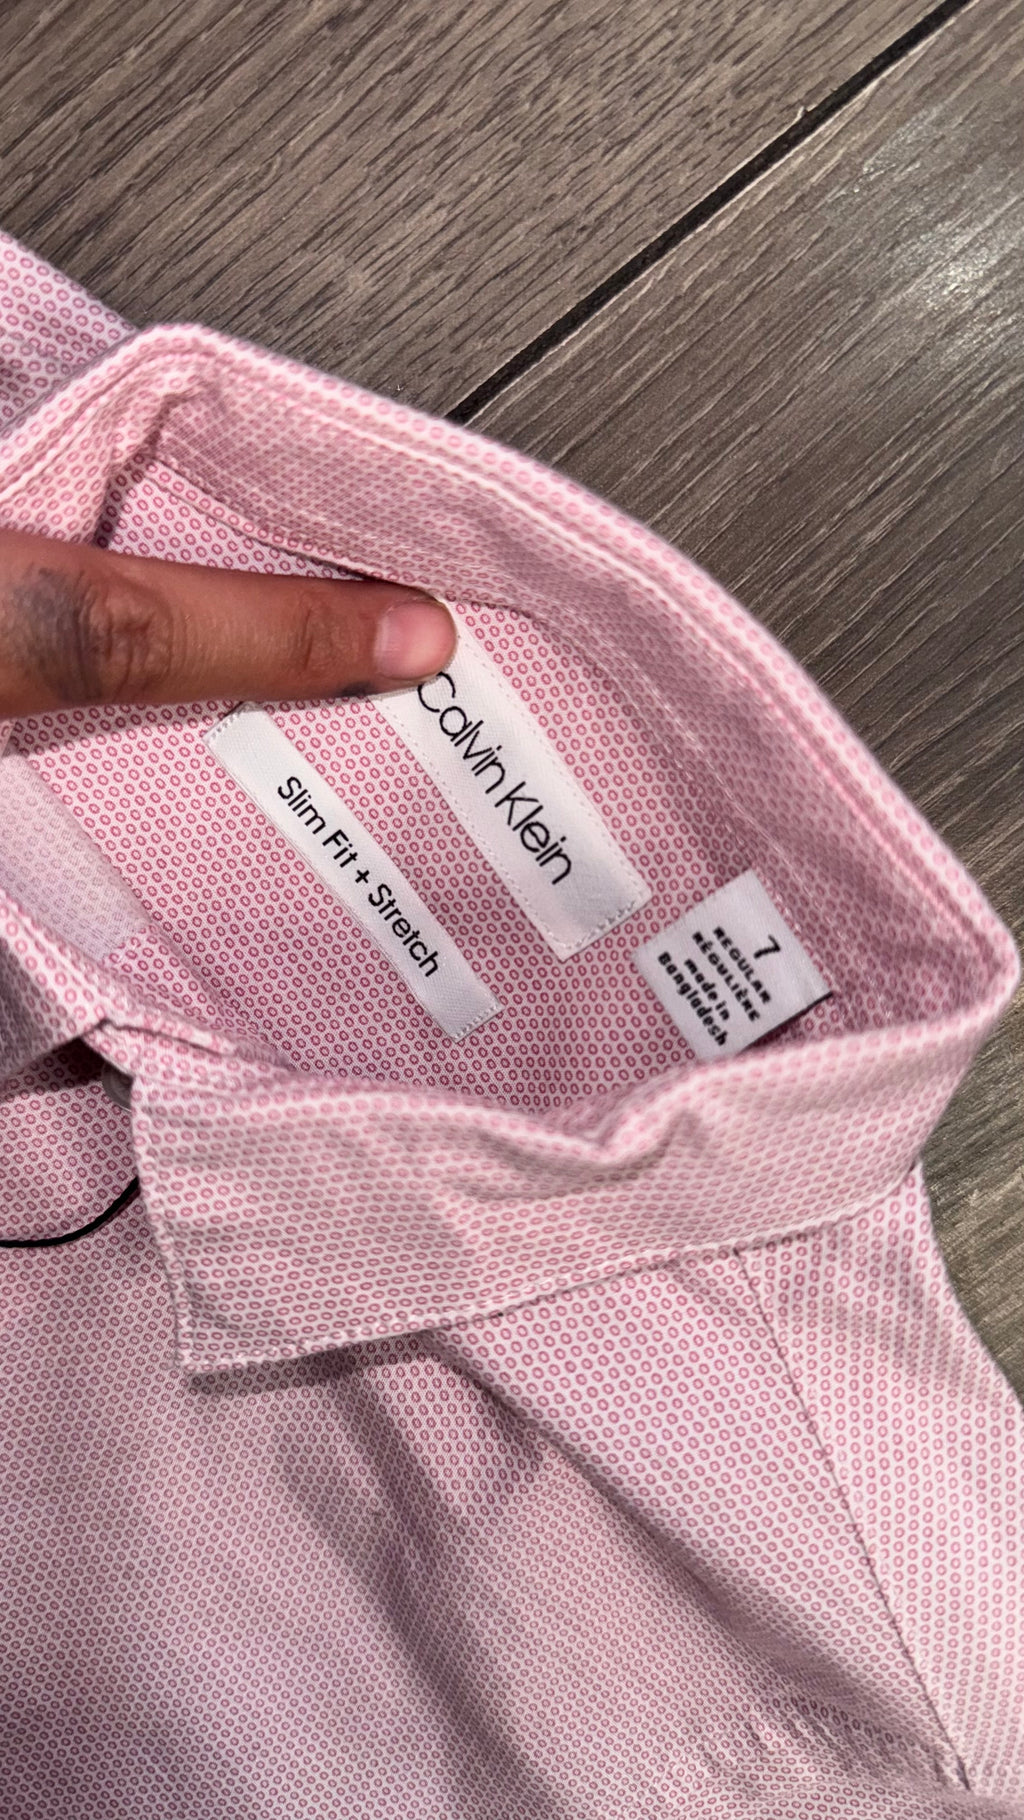 Calvin Klein
Slim Fit + Stretch
7
REGULAR
RÉGULIÈRE
made in
Bangladesh